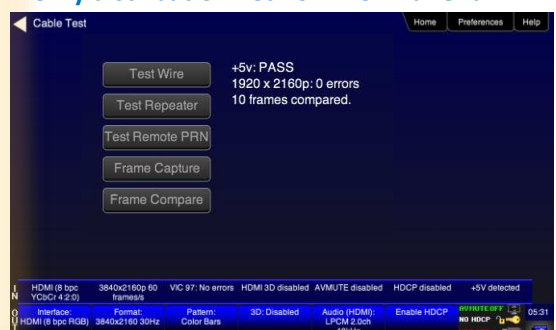 Cable Test
Home
Preferences
Help
Test Wire
Test Repeater
Test Remote PRN
Frame Capture
Frame Compare
+5v: PASS
1920 x 2160p: 0 errors
10 frames compared.
I
N
HDMI (8 bpc
YCbCr 4:2:0)
3840x2160p 60
frames/s
VIC 97: No errors
HDMI 3D disabled
AVMUTE disabled
HDCP disabled
+5V detected
O
U
Interface:
HDMI (8 bpc RGB)
Format:
3840x2160 30Hz
Pattern:
Color Bars
3D: Disabled
Audio (HDMI):
LPCM 2.0ch
Enable HDCP
AVMUTE OFF
NO HDCP
05:31